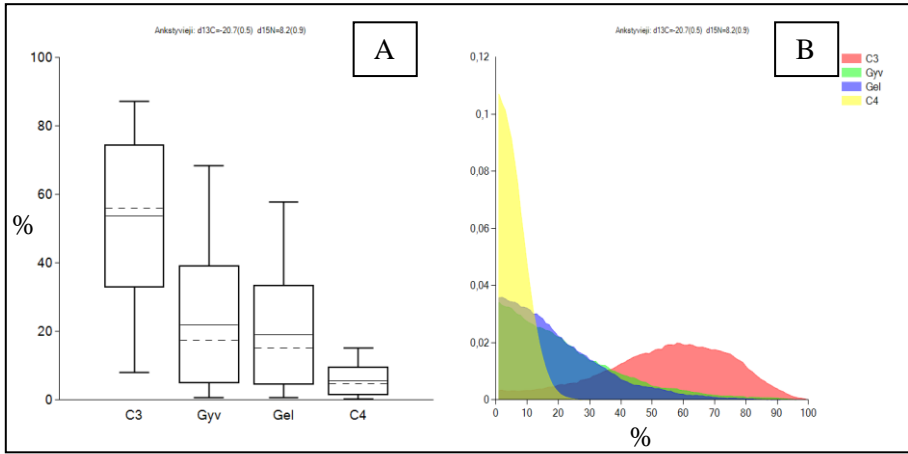 Ankstyvieji: d13C=-20.7(0.5) d15N=8.2(0.9)
A
100
80
60
40
20
0
%
C3 Gyv Gel C4
Ankstyvieji: d13C=-20.7(0.5) d15N=8.2(0.9)
B
C3
Gyv
Gel
C4
0,12
0,1
0,08
0,06
0,04
0,02
0
0 10 20 30 40 50 60 70 80 90 100
%